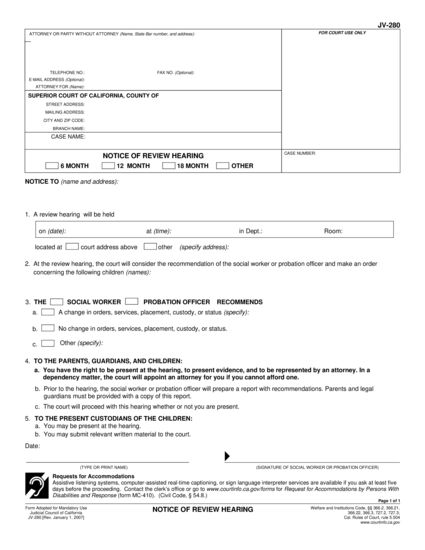 JV-280
ATTORNEY OR PARTY WITHOUT ATTORNEY (Name, State Bar number, and address):
FOR COURT USE ONLY
TELEPHONE NO.: FAX NO. (Optional):
E-MAIL ADDRESS (Optional):
ATTORNEY FOR (Name):
SUPERIOR COURT OF CALIFORNIA, COUNTY OF
STREET ADDRESS:
MAILING ADDRESS:
CITY AND ZIP CODE:
BRANCH NAME:
CASE NAME:
NOTICE OF REVIEW HEARING
6 MONTH 12 MONTH 18 MONTH OTHER
CASE NUMBER:
NOTICE TO (name and address):
1. A review hearing will be held
on (date): at (time): in Dept.: Room:
located at court address above other (specify address):
2. At the review hearing, the court will consider the recommendation of the social worker or probation officer and make an order
concerning the following children (names):
3. THE SOCIAL WORKER PROBATION OFFICER RECOMMENDS
a. A change in orders, services, placement, custody, or status (specify):
b. No change in orders, services, placement, custody, or status.
c. Other (specify):
4. TO THE PARENTS, GUARDIANS, AND CHILDREN:
a. You have the right to be present at the hearing, to present evidence, and to be represented by an attorney. In a
dependency matter, the court will appoint an attorney for you if you cannot afford one.
b. Prior to the hearing, the social worker or probation officer will prepare a report with recommendations. Parents and legal
guardians must be provided with a copy of this report.
c. The court will proceed with this hearing whether or not you are present.
5. TO THE PRESENT CUSTODIANS OF THE CHILDREN:
a. You may be present at the hearing.
b. You may submit relevant written material to the court.
Date:
(TYPE OR PRINT NAME) (SIGNATURE OF SOCIAL WORKER OR PROBATION OFFICER)
Requests for Accommodations
Assistive listening systems, computer-assisted real-time captioning, or sign language interpreter services are available if you ask at least five
days before the proceeding. Contact the clerk's office or go to www.courtinfo.ca.gov/forms for Request for Accommodations by Persons With
Disabilities and Response (form MC-410). (Civil Code, § 54.8.)
Page 1 of 1
Form Adopted for Mandatory Use
Judicial Council of California
JV-280 [Rev. January 1, 2007]
NOTICE OF REVIEW HEARING
Welfare and Institutions Code, §§ 366.2, 366.21,
366.22, 366.3, 727.2, 727.3;
Cal. Rules of Court, rule 5.504
www.courtinfo.ca.gov